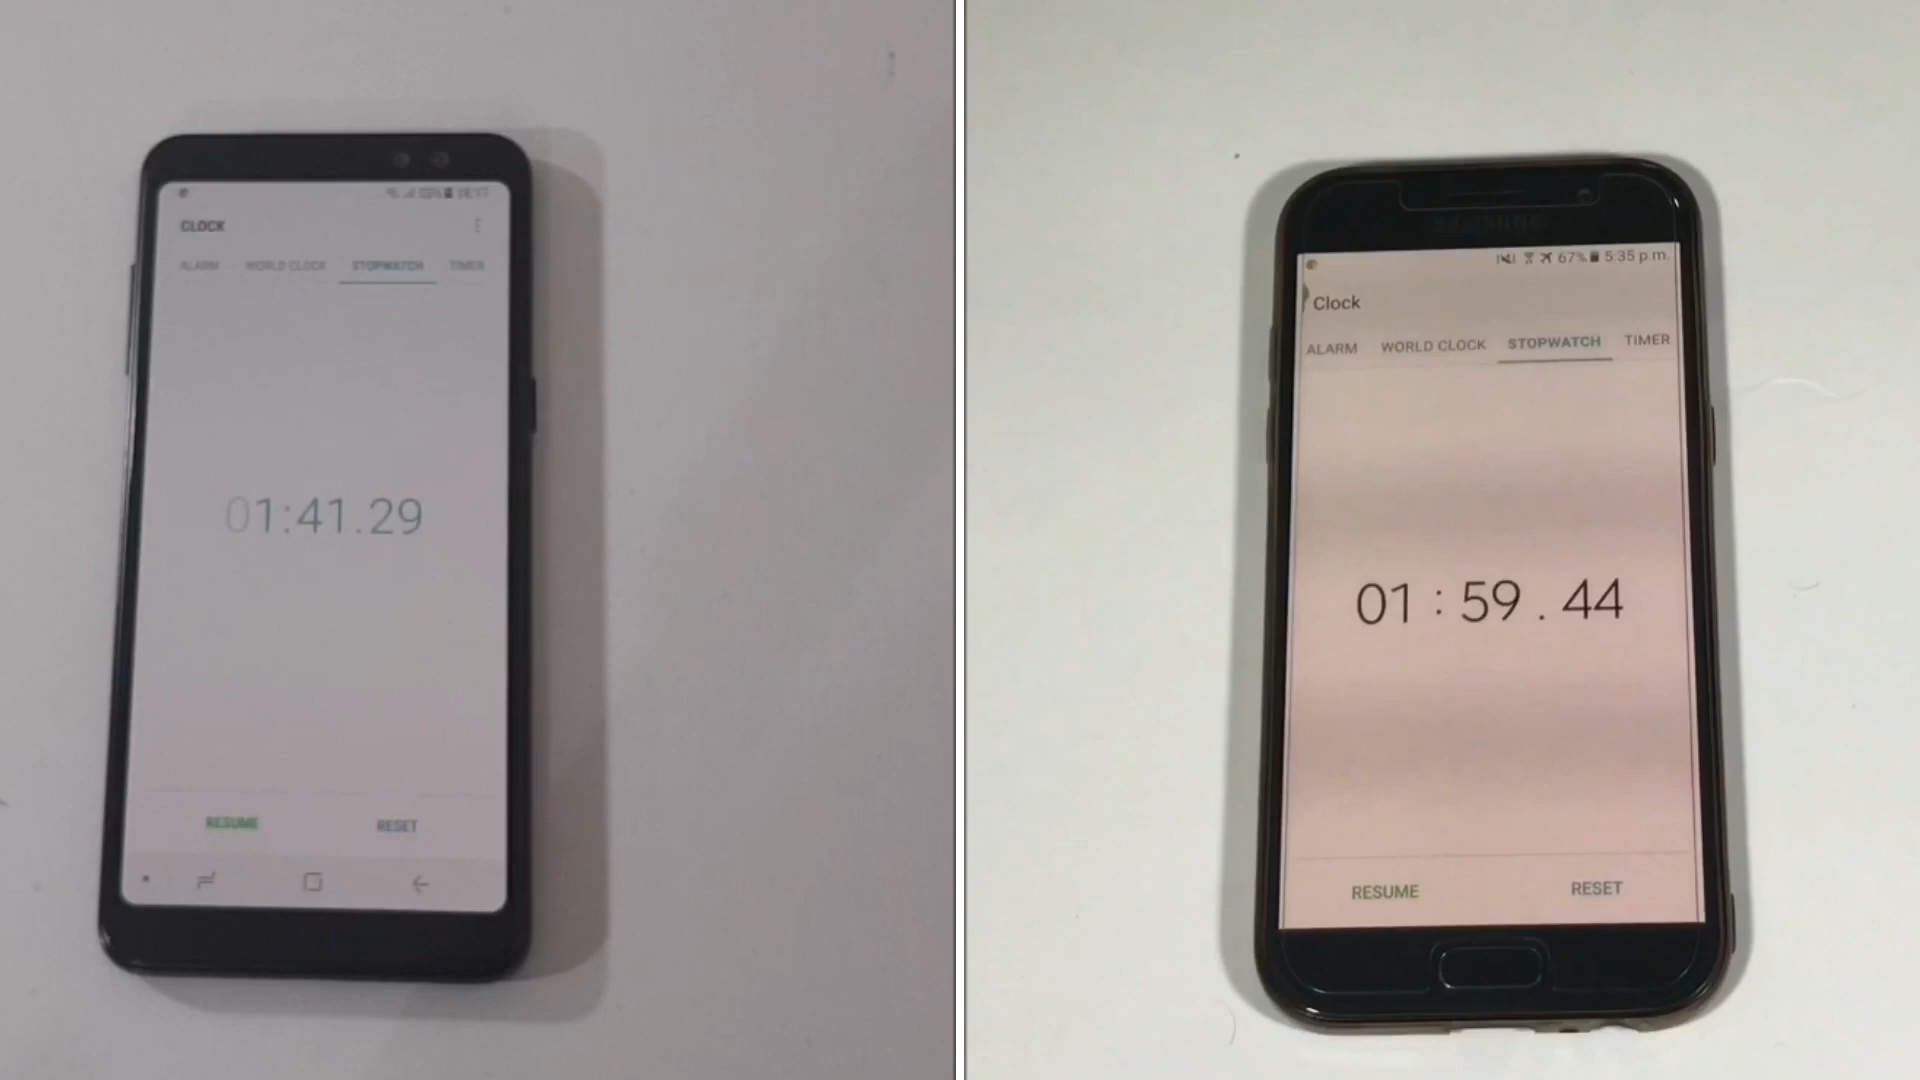 CLOCK
ALARM WORLD CLOCK STOPWATCH TIMER
01:41.29
RESUME RESET
SAMSUNG
67% 5:35 p.m.
Clock
ALARM WORLD CLOCK STOPWATCH TIMER
01 : 59 . 44
RESUME RESET